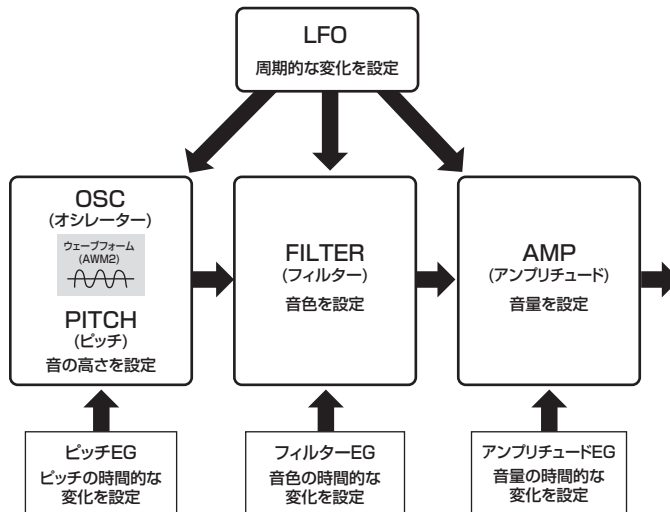 LFO
周期的な変化を設定
OSC
(オシレーター)
ウェーブフォーム
(AWM2)
PITCH
(ピッチ)
音の高さを設定
FILTER
(フィルター)
音色を設定
AMP
(アンプリチュード)
音量を設定
ピッチEG
ピッチの時間的な
変化を設定
フィルターEG
音色の時間的な
変化を設定
アンプリチュードEG
音量の時間的な
変化を設定